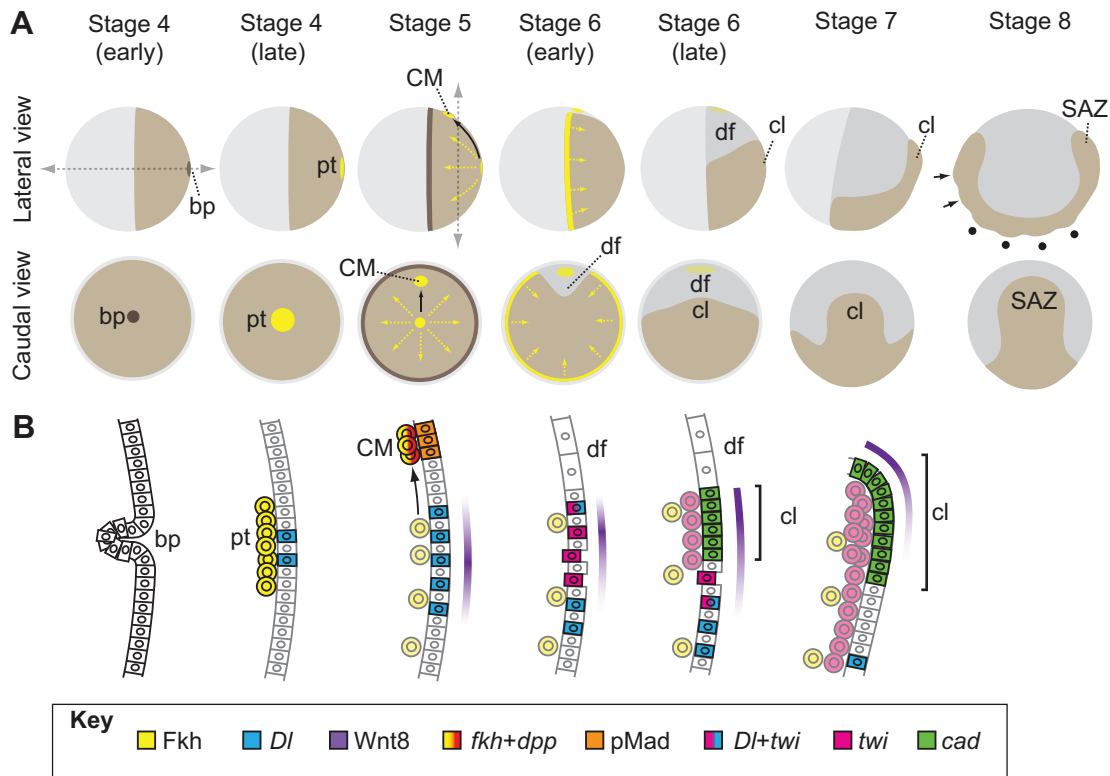 A
Stage 4 (early)
Stage 4 (late)
Stage 5
Stage 6 (early)
Stage 6 (late)
Stage 7
Stage 8
Lateral view
bp
pt
CM
df
cl
cl
SAZ
Caudal view
bp
pt
CM
df
df
cl
cl
SAZ
B
bp
pt
CM
df
df
cl
cl
Key
Fkh
Dl
Wnt8
fkh+dpp
pMad
Dl+twi
twi
cad